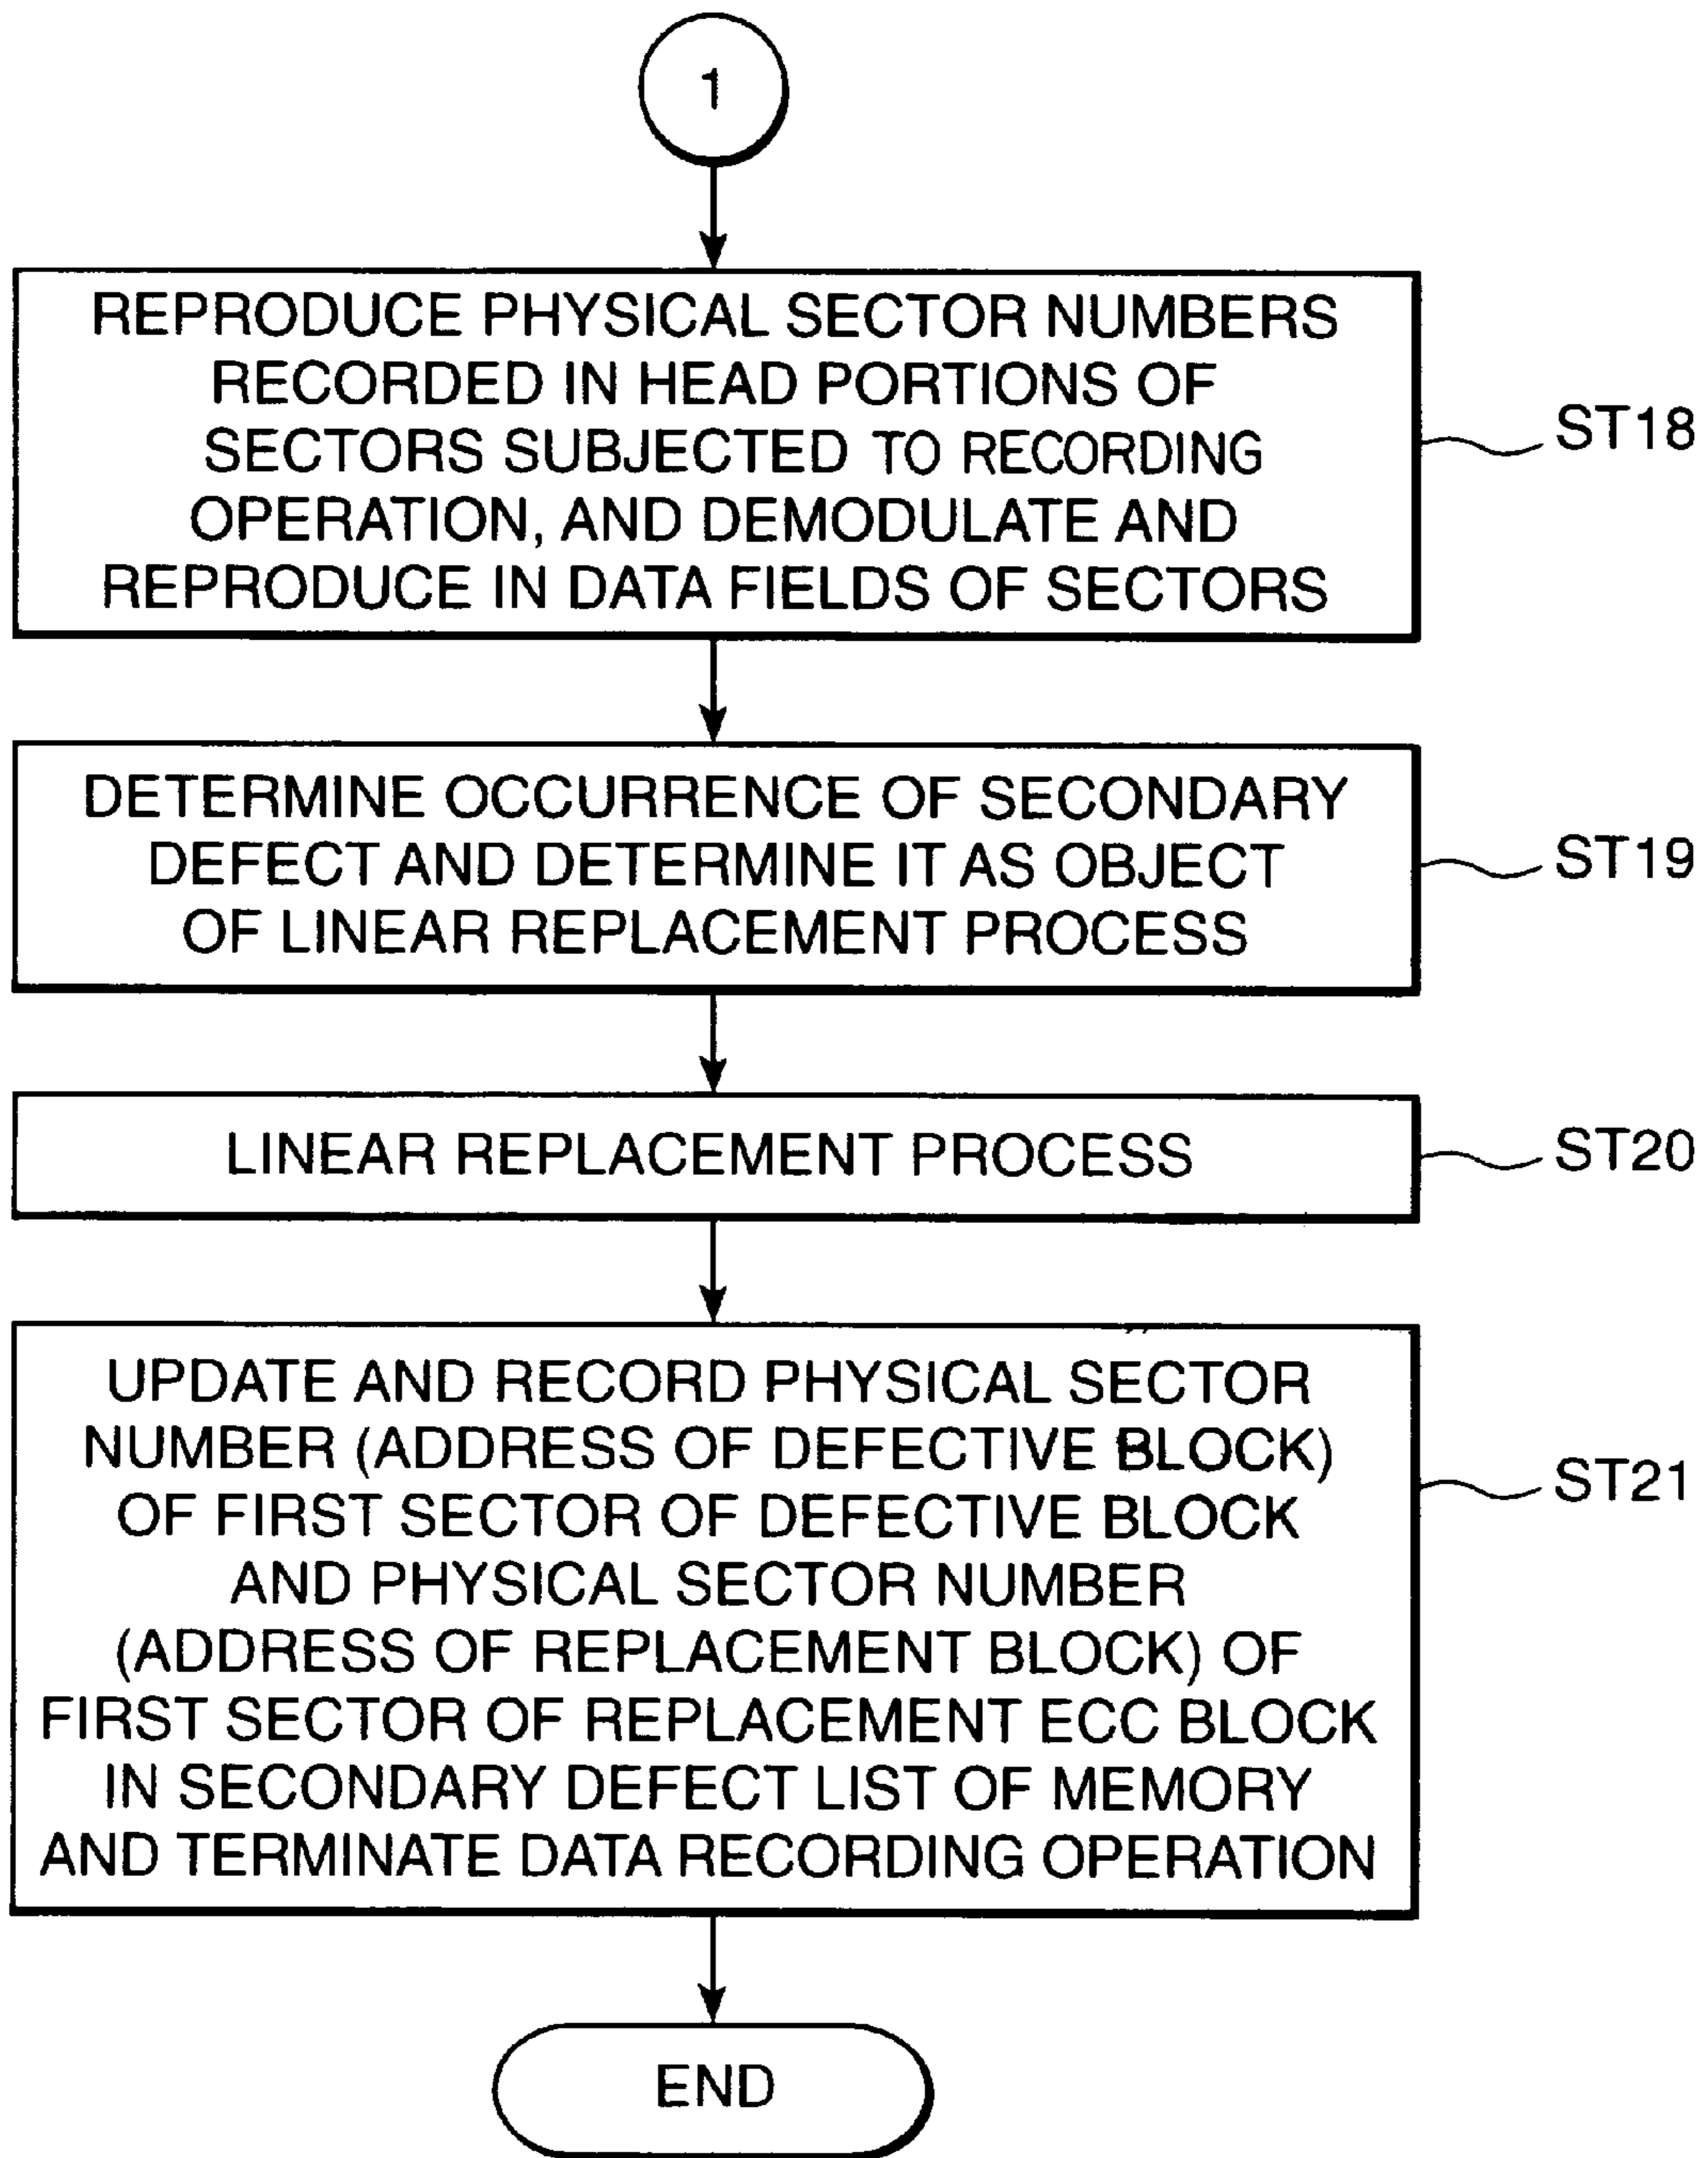 1
REPRODUCE PHYSICAL SECTOR NUMBERS
RECORDED IN HEAD PORTIONS OF
SECTORS SUBJECTED TO RECORDING
OPERATION, AND DEMODULATE AND
REPRODUCE IN DATA FIELDS OF SECTORS
ST18
DETERMINE OCCURRENCE OF SECONDARY
DEFECT AND DETERMINE IT AS OBJECT
OF LINEAR REPLACEMENT PROCESS
ST19
LINEAR REPLACEMENT PROCESS
ST20
UPDATE AND RECORD PHYSICAL SECTOR
NUMBER (ADDRESS OF DEFECTIVE BLOCK)
OF FIRST SECTOR OF DEFECTIVE BLOCK
AND PHYSICAL SECTOR NUMBER
(ADDRESS OF REPLACEMENT BLOCK) OF
FIRST SECTOR OF REPLACEMENT ECC BLOCK
IN SECONDARY DEFECT LIST OF MEMORY
AND TERMINATE DATA RECORDING OPERATION
ST21
END